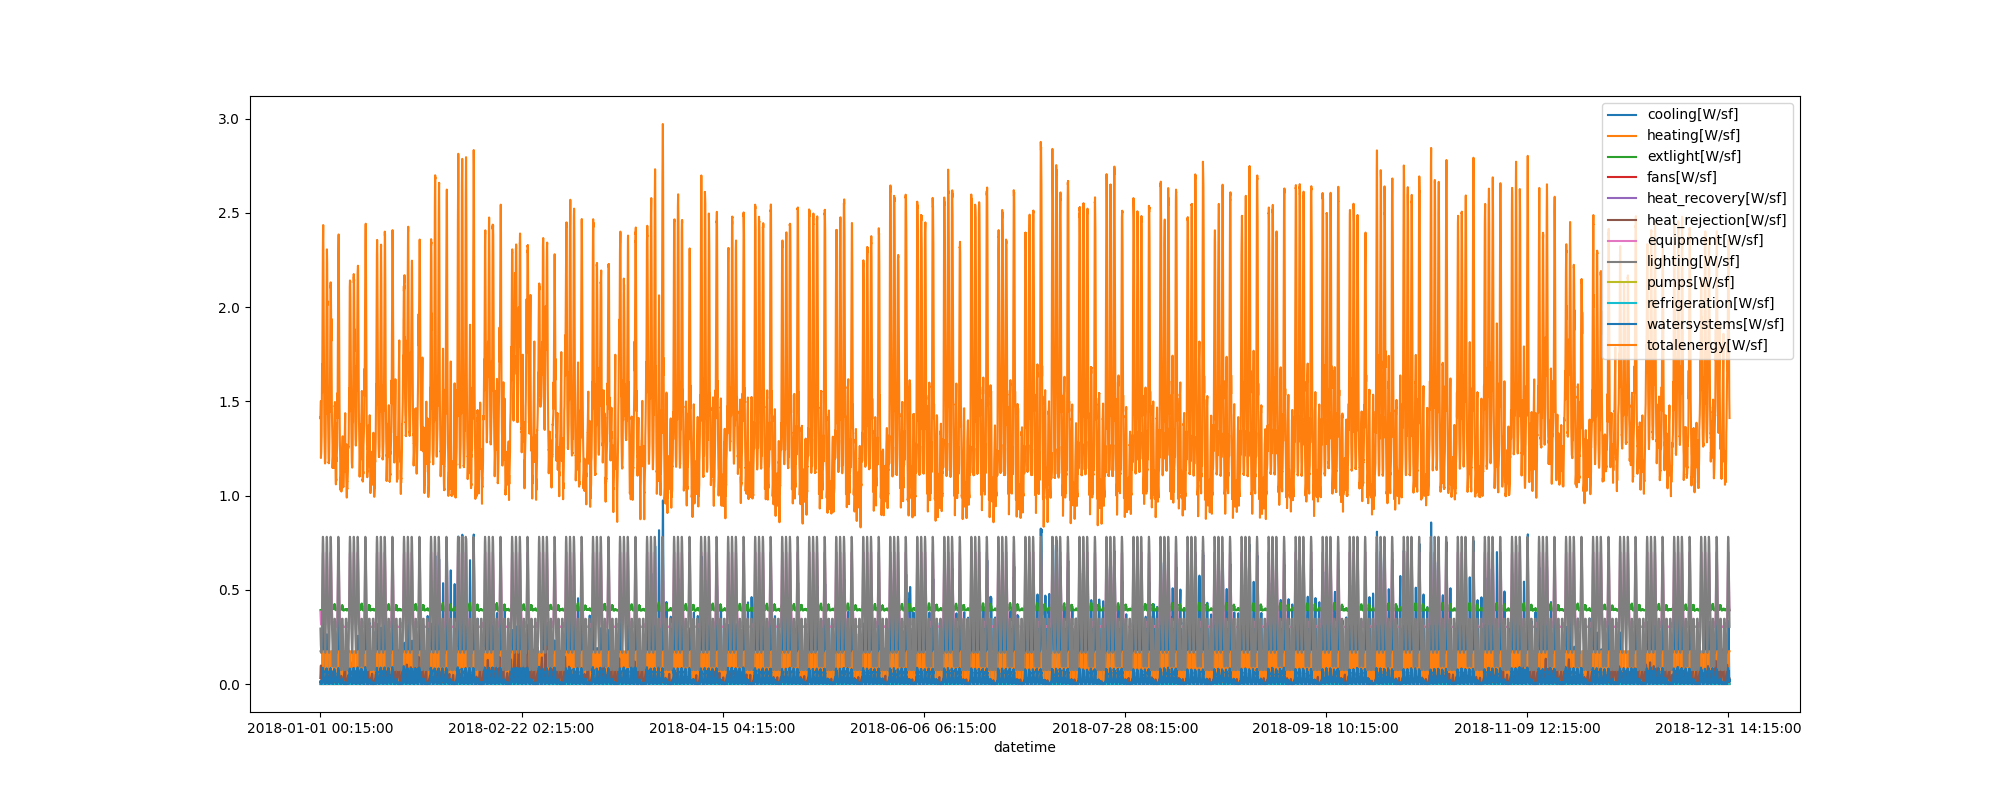 3.0
2.5
2.0
1.5
1.0
0.5
0.0
cooling[W/sf]
heating[W/sf]
extlight[W/sf]
fans[W/sf]
heat_recovery[W/sf]
heat_rejection[W/sf]
equipment[W/sf]
lighting[W/sf]
pumps[W/sf]
refrigeration[W/sf]
watersystems[W/sf]
totalenergy[W/sf]
2018-01-01 00:15:00 2018-02-22 02:15:00 2018-04-15 04:15:00 2018-06-06 06:15:00 2018-07-28 08:15:00 2018-09-18 10:15:00 2018-11-09 12:15:00 2018-12-31 14:15:00
datetime